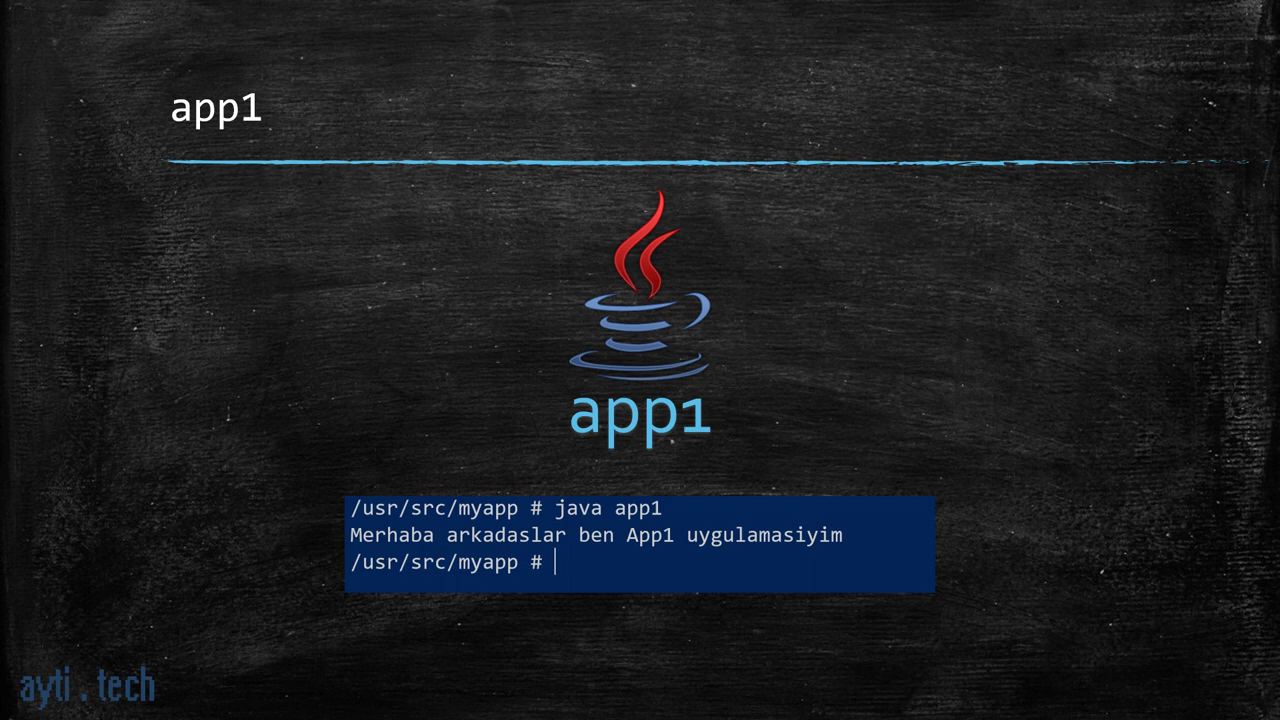 app1
app1
/usr/src/myapp # java app1
Merhaba arkadaslar ben App1 uygulamasiyim
/usr/src/myapp #
ayti . tech